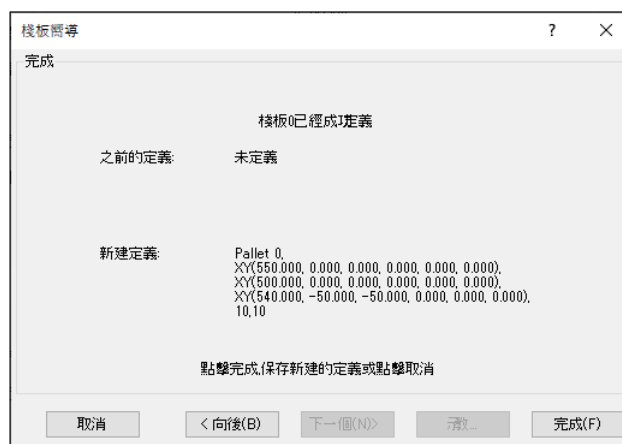 棧板嚮導
? ×
完成
棧板0已經成功定義
之前的定義: 未定義
新建定義: Pallet 0,
XY(550.000, 0.000, 0.000, 0.000, 0.000, 0.000),
XY(500.000, 0.000, 0.000, 0.000, 0.000, 0.000),
XY(540.000, -50.000, -50.000, 0.000, 0.000, 0.000),
10,10
點擊完成,保存新建的定義或點擊取消
取消 < 向後(B) 下一個(N)> 示教... 完成(F)